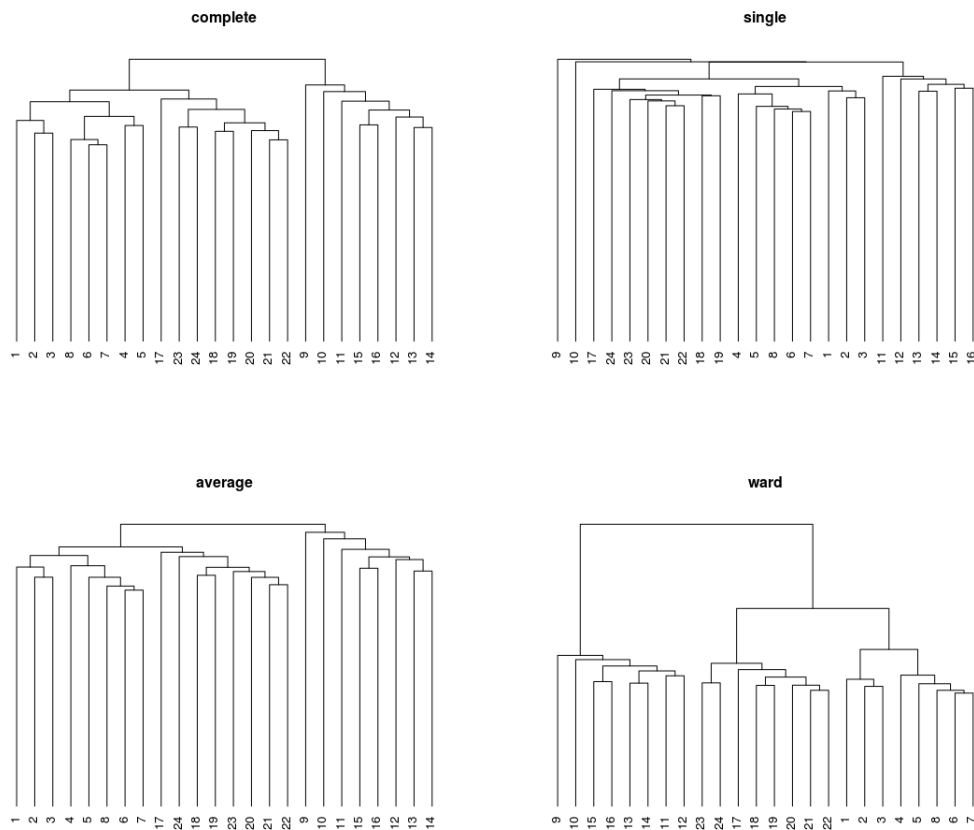 complete
1 2 3 8 6 7 4 5 17 23 24 18 19 20 21 22 9 10 11 15 16 12 13 14
single
9 10 17 24 23 20 21 22 18 19 4 5 8 6 7 1 2 3 11 12 13 14 15 16
average
1 2 3 4 5 8 6 7 17 24 18 19 23 20 21 22 9 10 11 15 16 12 13 14
ward
9 10 15 16 13 14 11 12 23 24 17 18 19 20 21 22 1 2 3 4 5 8 6 7